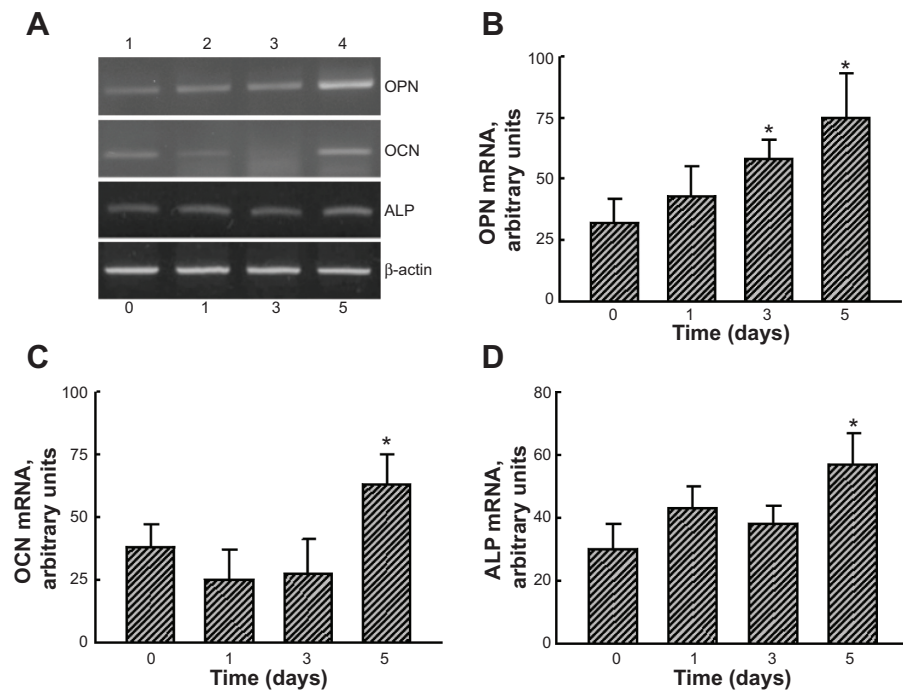 A
1 2 3 4
OPN
OCN
ALP
β-actin
0 1 3 5
B
OPN mRNA,
arbitrary units
100
75
50
25
0
*
*
0 1 3 5
Time (days)
C
OCN mRNA,
arbitrary units
100
75
50
25
0
*
0 1 3 5
Time (days)
D
ALP mRNA,
arbitrary units
80
60
40
20
0
*
0 1 3 5
Time (days)